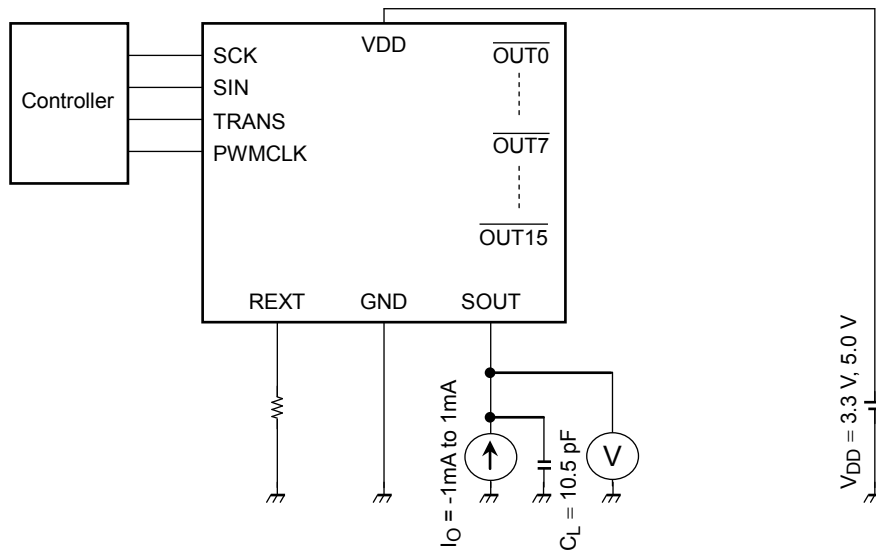 VDD
OUT0
Controller
SCK
SIN
TRANS
PWMCLK
OUT7
OUT15
REXT
GND
SOUT
IO = -1mA to 1mA
CL = 10.5 pF
V
VDD = 3.3 V, 5.0 V